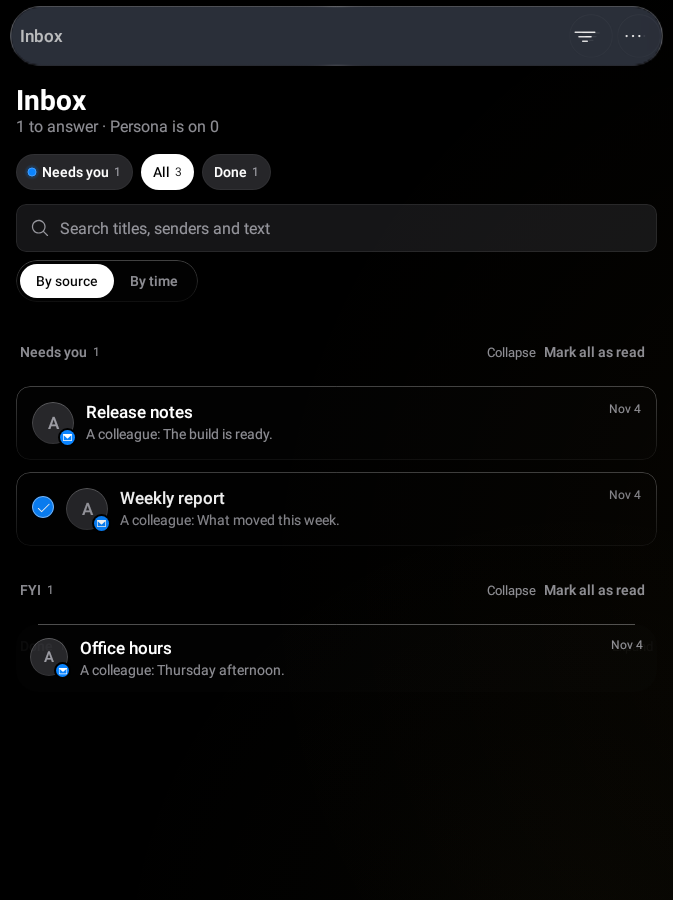 Inbox
Inbox
1 to answer · Persona is on 0
Needs you 1
All 3
Done 1
Search titles, senders and text
By source
By time
Needs you 1
Collapse Mark all as read
A
Release notes
Nov 4
A colleague: The build is ready.
A
Weekly report
Nov 4
A colleague: What moved this week.
FYI 1
Collapse Mark all as read
A
Office hours
Nov 4
A colleague: Thursday afternoon.